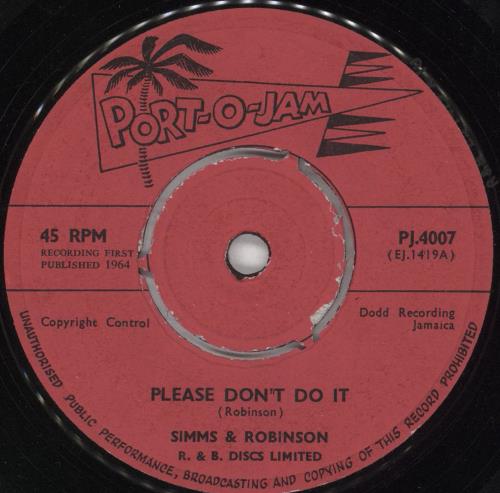 PORT-O-JAM
45 RPM
RECORDING FIRST
PUBLISHED 1964
PJ.4007
(EJ.1419A)
Copyright Control
Dodd Recording
Jamaica
PLEASE DON'T DO IT
(Robinson)
SIMMS & ROBINSON
R. & B. DISCS LIMITED
UNAUTHORISED PUBLIC PERFORMANCE, BROADCASTING AND COPYING OF THIS RECORD PROHIBITED